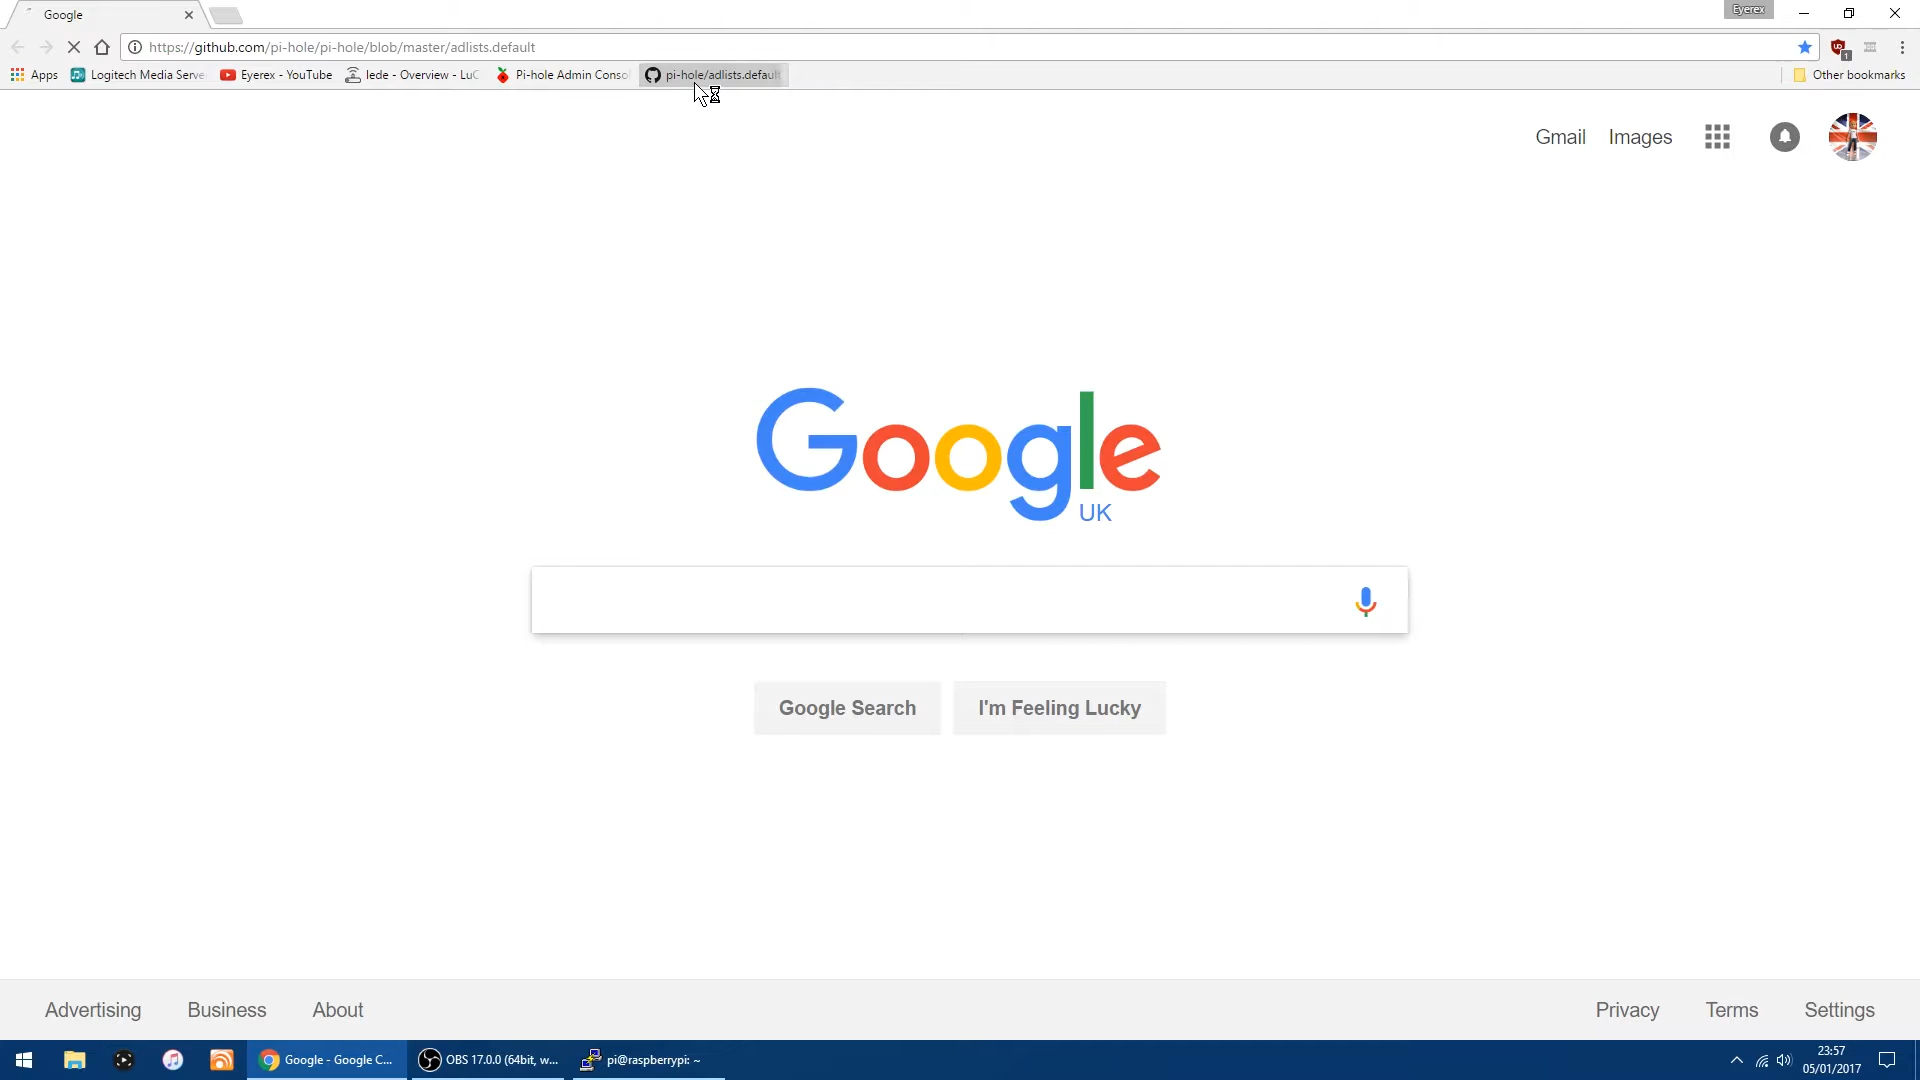 Google
Eyerex
https://github.com/pi-hole/pi-hole/blob/master/adlists.default
Apps Logitech Media Serve Eyerex - YouTube lede - Overview - LuC Pi-hole Admin Conso pi-hole/adlists.default Other bookmarks
Gmail Images
Google
UK
Google Search I'm Feeling Lucky
Advertising Business About Privacy Terms Settings
Google - Google C... OBS 17.0.0 (64bit, w... pi@raspberrypi: ~
23:57
05/01/2017